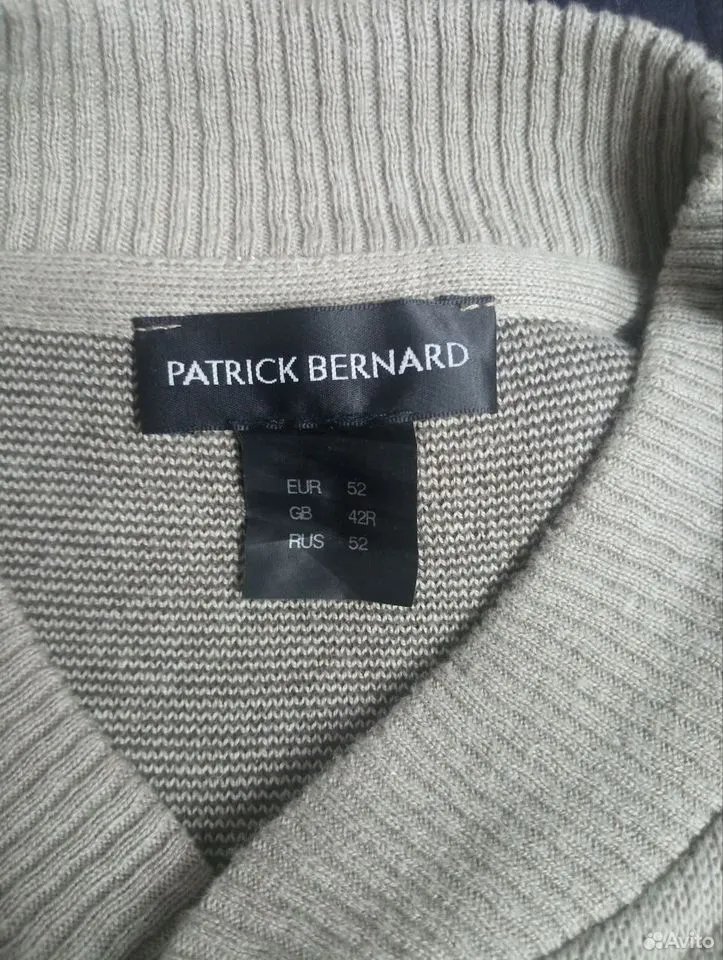 PATRICK BERNARD
EUR 52
GB 42R
RUS 52
Avito